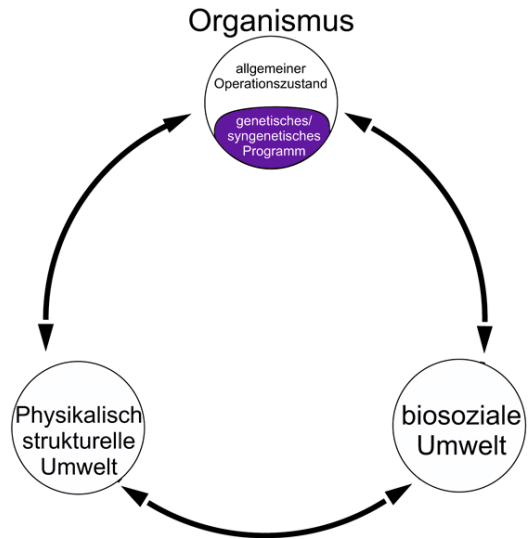 Organismus
allgemeiner
Operationszustand
genetisches/
syngenetisches
Programm
Physikalisch
strukturelle
Umwelt
biosoziale
Umwelt